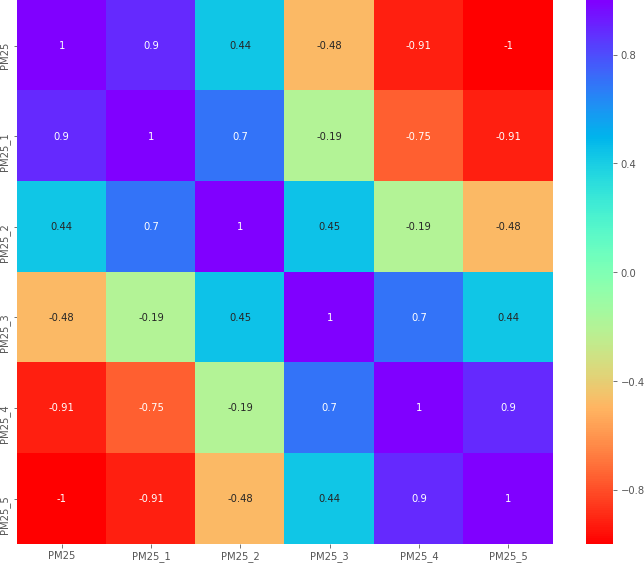 PM25 1 0.9 0.44 -0.48 -0.91 -1
PM25_1 0.9 1 0.7 -0.19 -0.75 -0.91
PM25_2 0.44 0.7 1 0.45 -0.19 -0.48
PM25_3 -0.48 -0.19 0.45 1 0.7 0.44
PM25_4 -0.91 -0.75 -0.19 0.7 1 0.9
PM25_5 -1 -0.91 -0.48 0.44 0.9 1
PM25 PM25_1 PM25_2 PM25_3 PM25_4 PM25_5
0.8
0.4
0.0
−0.4
−0.8